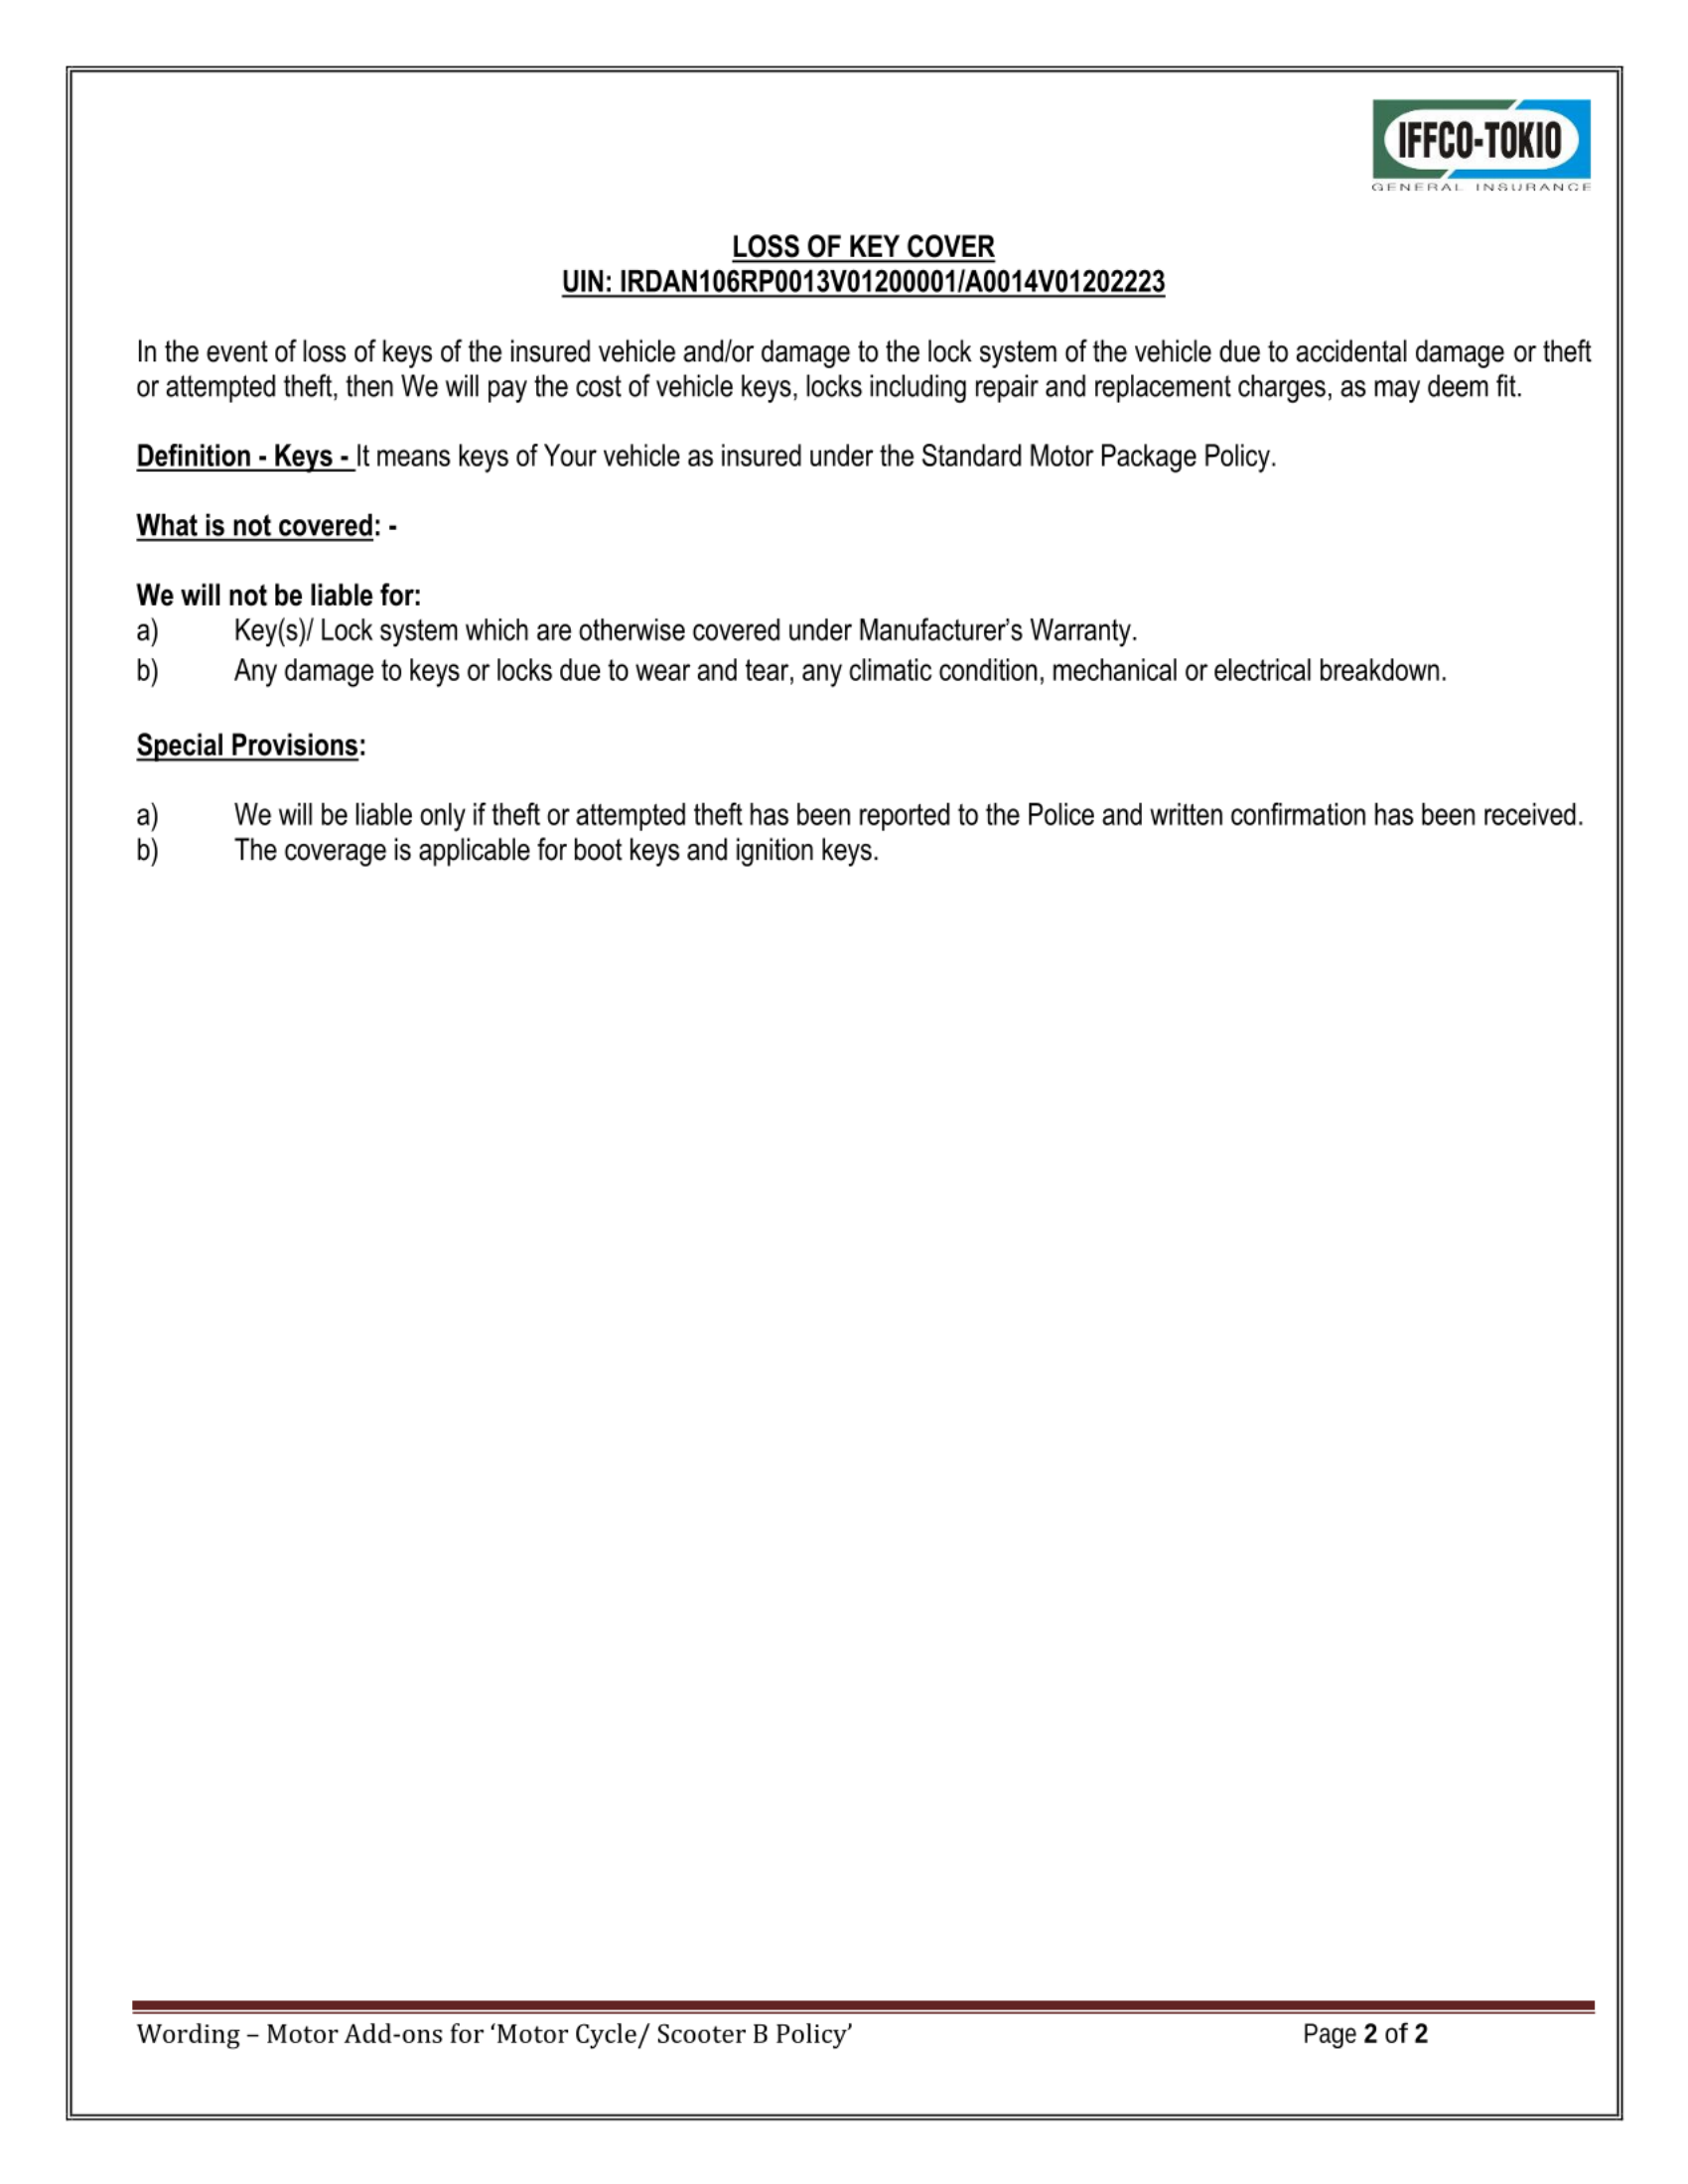 IFFCO-TOKIO
GENERAL INSURANCE
LOSS OF KEY COVER
UIN: IRDAN106RP0013V01200001/A0014V01202223
In the event of loss of keys of the insured vehicle and/or damage to the lock system of the vehicle due to accidental damage or theft
or attempted theft, then We will pay the cost of vehicle keys, locks including repair and replacement charges, as may deem fit.
Definition - Keys - It means keys of Your vehicle as insured under the Standard Motor Package Policy.
What is not covered: -
We will not be liable for:
a) Key(s)/ Lock system which are otherwise covered under Manufacturer’s Warranty.
b) Any damage to keys or locks due to wear and tear, any climatic condition, mechanical or electrical breakdown.
Special Provisions:
a) We will be liable only if theft or attempted theft has been reported to the Police and written confirmation has been received.
b) The coverage is applicable for boot keys and ignition keys.
Wording – Motor Add-ons for ‘Motor Cycle/ Scooter B Policy’ Page 2 of 2